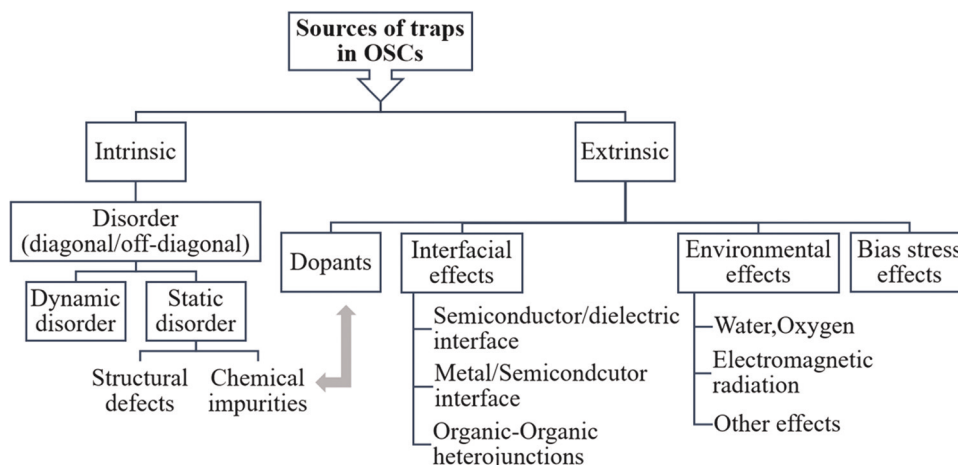 Sources of traps
in OSCs
Intrinsic
Extrinsic
Disorder
(diagonal/off-diagonal)
Dynamic
disorder
Static
disorder
Structural
defects
Chemical
impurities
Dopants
Interfacial
effects
Semiconductor/dielectric
interface
Metal/Semicondcutor
interface
Organic-Organic
heterojunctions
Environmental
effects
Water,Oxygen
Electromagnetic
radiation
Other effects
Bias stress
effects